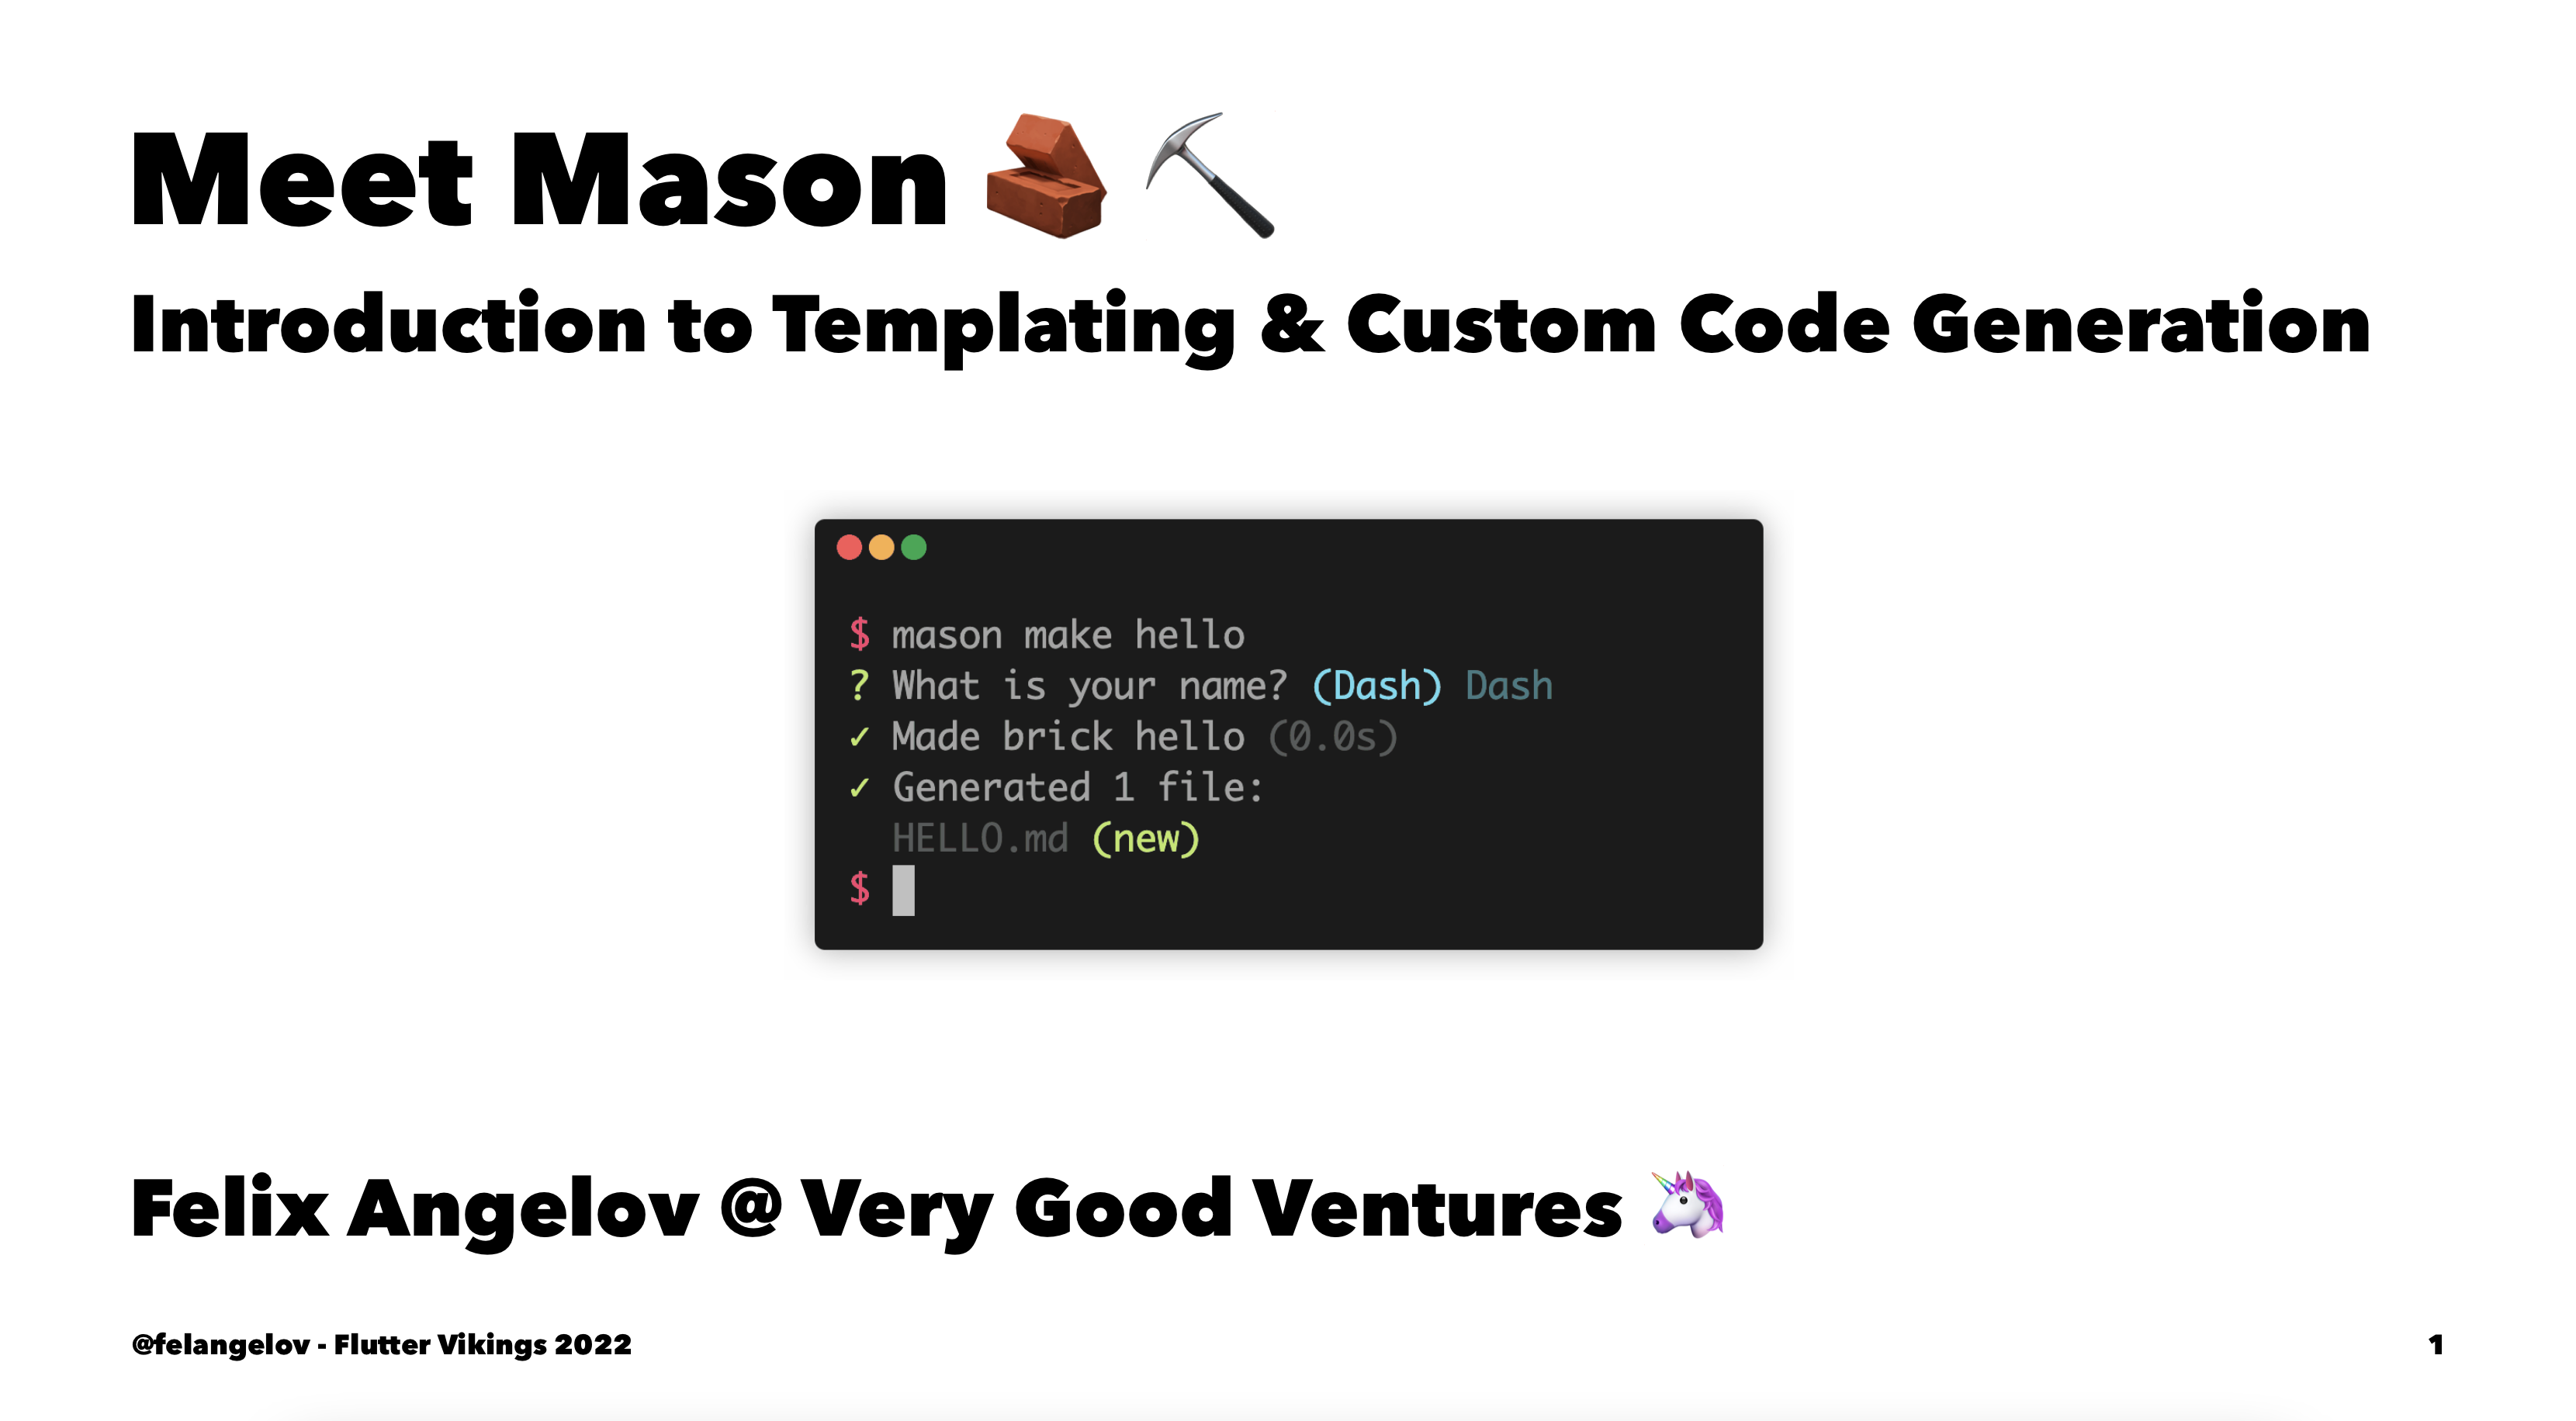 Meet Mason 🧱⛏️
Introduction to Templating & Custom Code Generation
$ mason make hello
? What is your name? (Dash) Dash
✓ Made brick hello (0.0s)
✓ Generated 1 file:
HELLO.md (new)
$
Felix Angelov @ Very Good Ventures 🦄
@felangelov - Flutter Vikings 2022
1